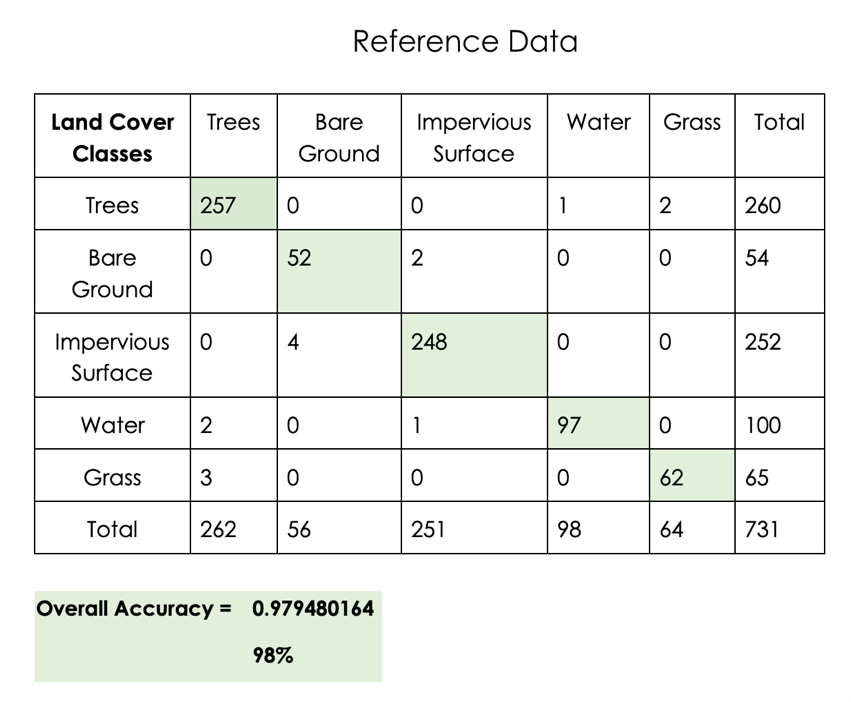 Reference Data
Land Cover Classes Trees Bare Ground Impervious Surface Water Grass Total
Trees 257 0 0 1 2 260
Bare Ground 0 52 2 0 0 54
Impervious Surface 0 4 248 0 0 252
Water 2 0 1 97 0 100
Grass 3 0 0 0 62 65
Total 262 56 251 98 64 731
Overall Accuracy = 0.979480164
98%